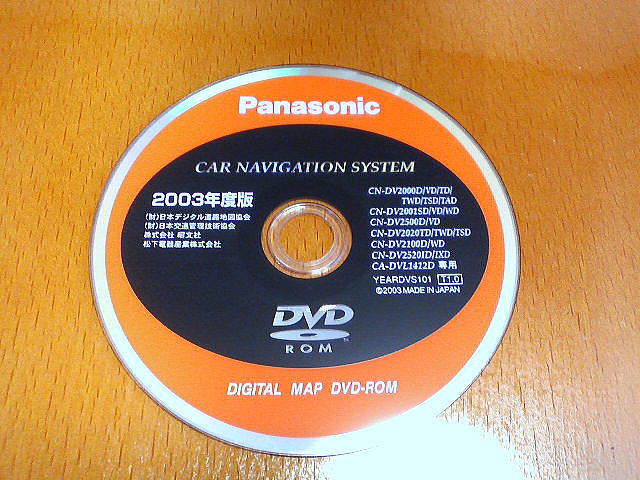 Panasonic
CAR NAVIGATION SYSTEM
2003年度版
(財)日本デジタル道路地図協会
(財)日本交通管理技術協会
株式会社 昭文社
松下電器産業株式会社
CN-DV2000D/VD/TD/
TWD/TSD/TAD
CN-DV2001SD/VD/WD
CN-DV2500D/VD
CN-DV2020TD/TWD/TSD
CN-DV2100D/WD
CN-DV2520ID/IXD
CA-DVL1412D 専用
YEARDVS101 T1.0
©2003 MADE IN JAPAN
DVD
ROM
DIGITAL MAP DVD-ROM